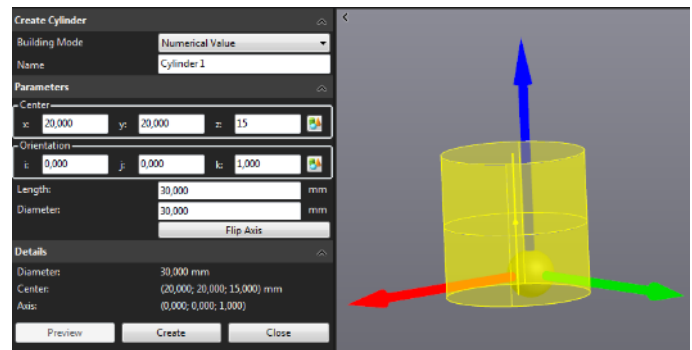 Create Cylinder
Building Mode Numerical Value
Name Cylinder 1
Parameters
Center
x: 20,000 y: 20,000 z: 15
Orientation
i: 0,000 j: 0,000 k: 1,000
Length: 30,000 mm
Diameter: 30,000 mm
Flip Axis
Details
Diameter: 30,000 mm
Center: (20,000; 20,000; 15,000) mm
Axis: (0,000; 0,000; 1,000)
Preview Create Close